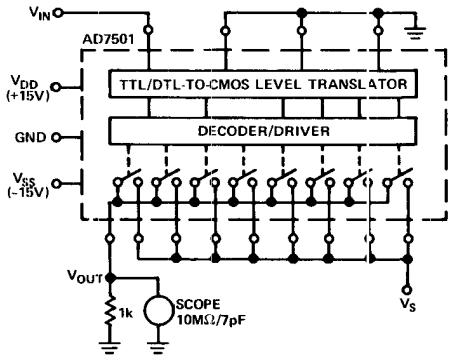 VIN
AD7501
VDD
(+15V)
TTL/DTL-TO-CMOS LEVEL TRANSLATOR
GND
DECODER/DRIVER
VSS
(-15V)
VOUT
1k
SCOPE
10MΩ/7pF
VS